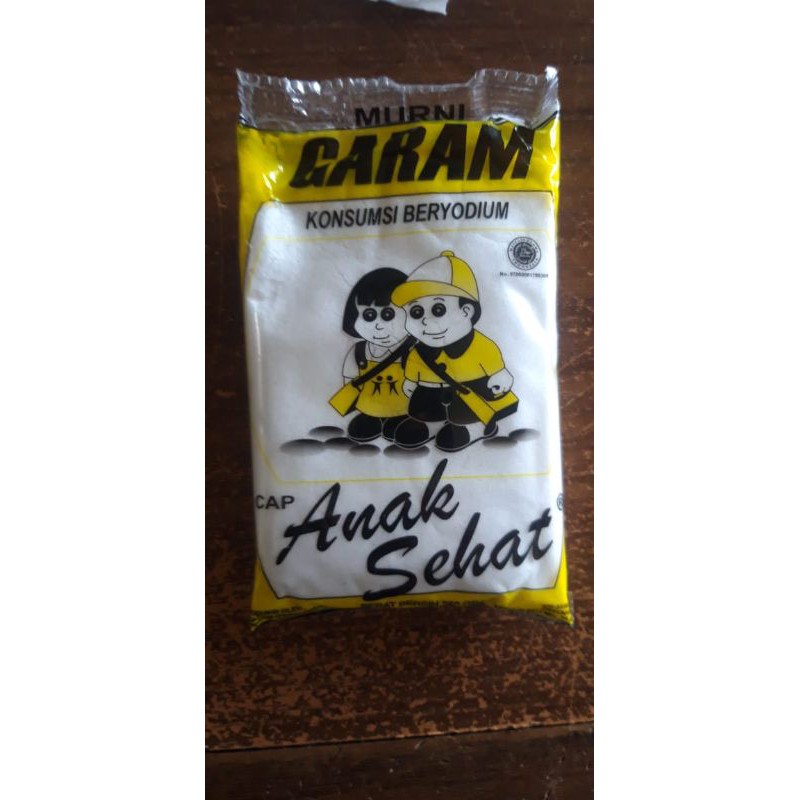 MURNI
GARAM
KONSUMSI BERYODIUM
CAP Anak
Sehat